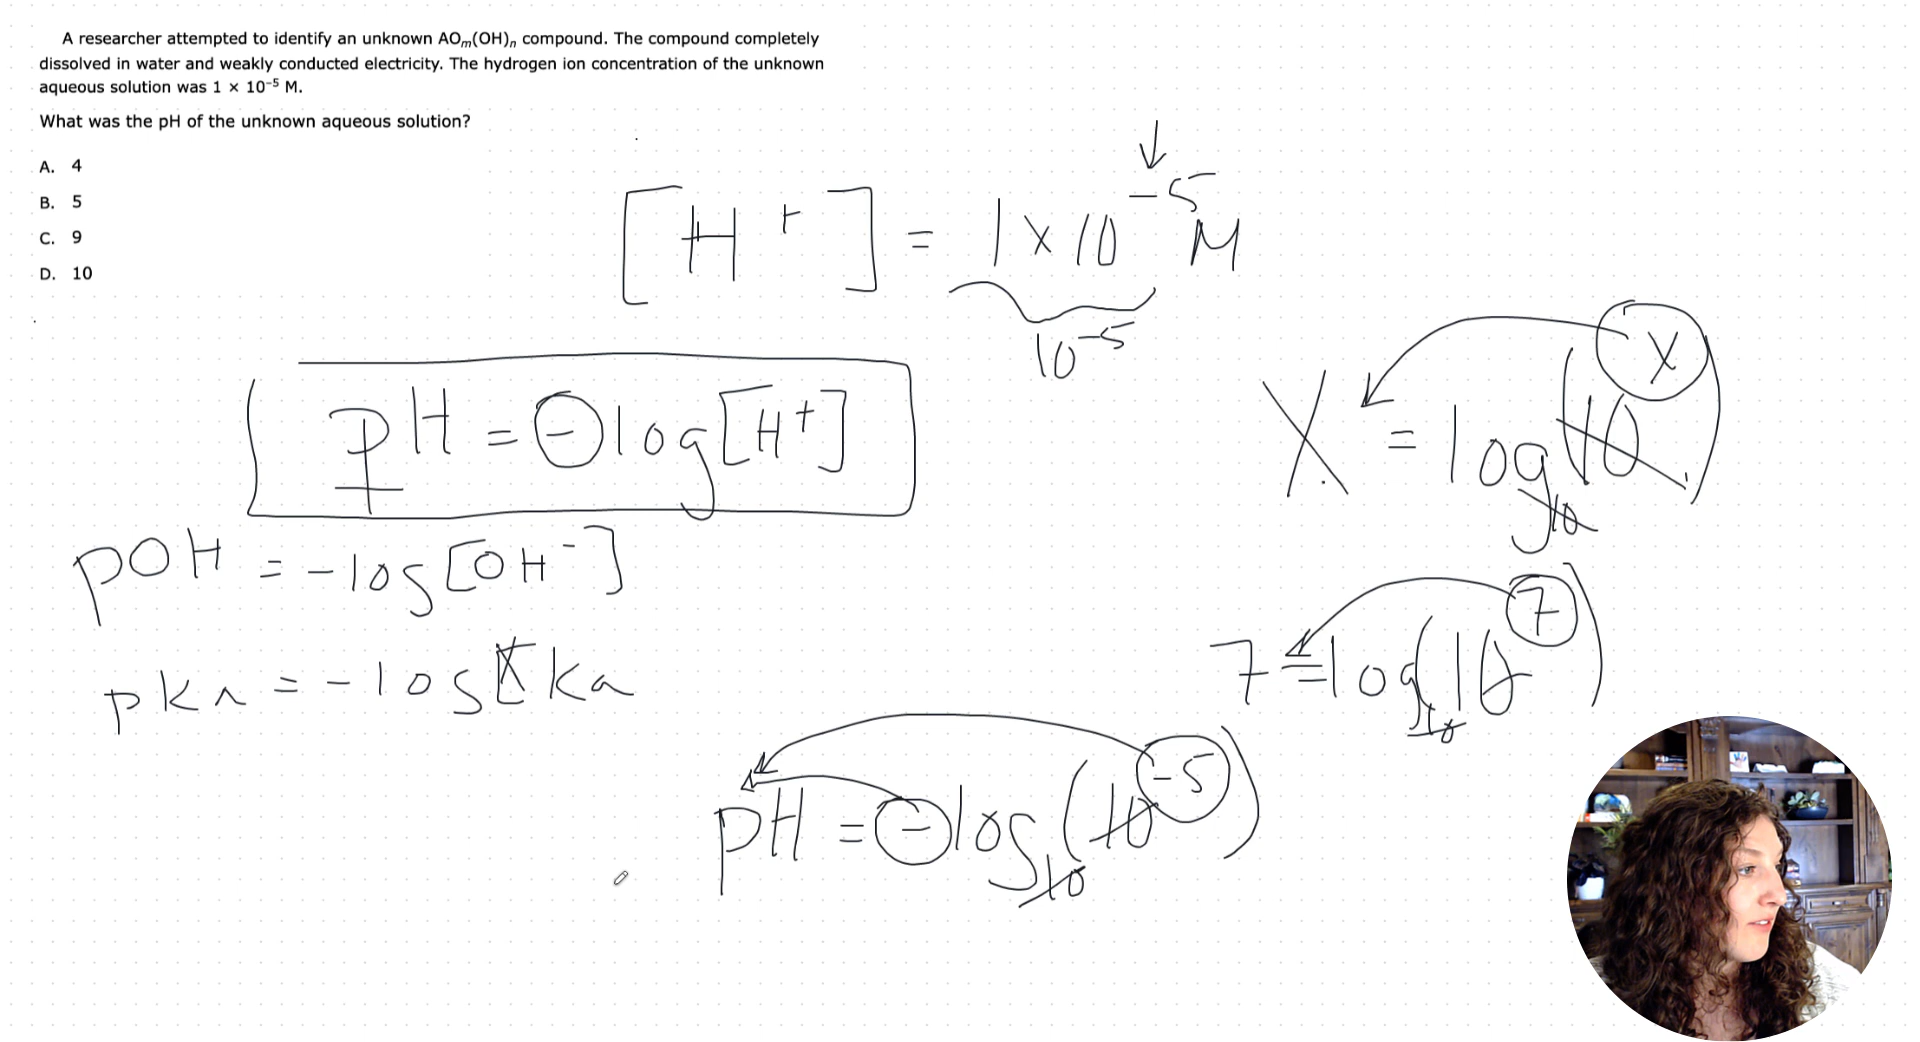 A researcher attempted to identify an unknown AOₘ(OH)ₙ compound. The compound completely
dissolved in water and weakly conducted electricity. The hydrogen ion concentration of the unknown
aqueous solution was 1 × 10⁻⁵ M.
What was the pH of the unknown aqueous solution?
A. 4
B. 5
C. 9
D. 10
[H⁺] = 1 x 10⁻⁵ M
10⁻⁵
pH = -log[H⁺]
X = log₁₀(10ˣ)
pOH = -log[OH⁻]
7 = log₁₀(10⁷)
pka = -log ka
pH = -log₁₀(10⁻⁵)